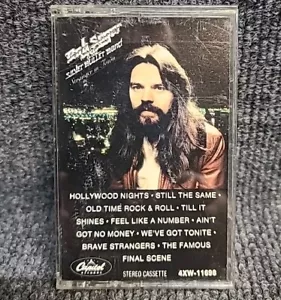 Bob Seger
SILVER BULLET BAND
Stranger in Town
HOLLYWOOD NIGHTS • STILL THE SAME •
OLD TIME ROCK & ROLL • TILL IT
SHINES • FEEL LIKE A NUMBER • AIN'T
GOT NO MONEY • WE'VE GOT TONITE •
BRAVE STRANGERS • THE FAMOUS
FINAL SCENE
Capitol
STEREO CASSETTE 4XW-11698